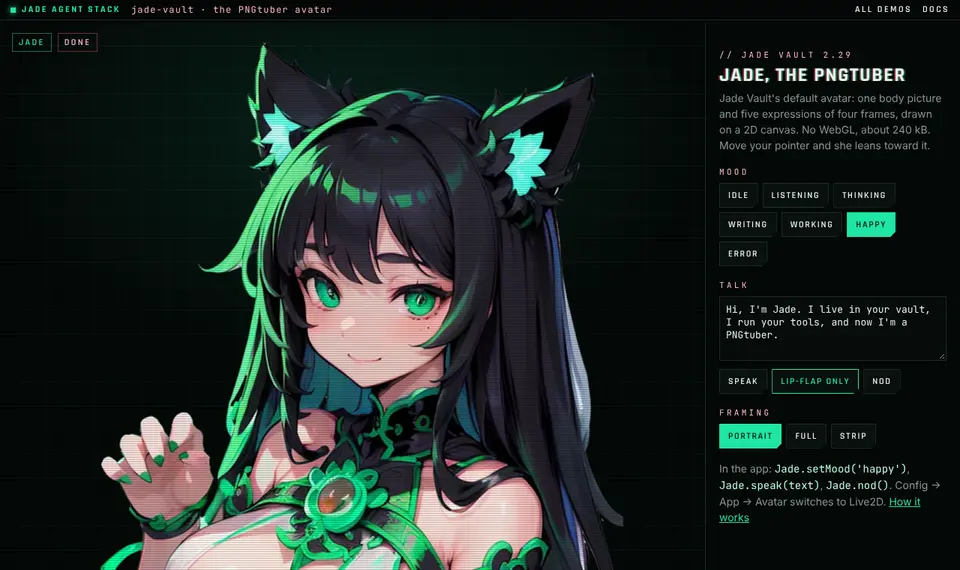 JADE AGENT STACK jade-vault · the PNGtuber avatar ALL DEMOS DOCS
JADE DONE
// JADE VAULT 2.29
JADE, THE PNGTUBER
Jade Vault's default avatar: one body picture
and five expressions of four frames, drawn
on a 2D canvas. No WebGL, about 240 kB.
Move your pointer and she leans toward it.
MOOD
IDLE LISTENING THINKING
WRITING WORKING HAPPY
ERROR
TALK
Hi, I'm Jade. I live in your vault,
I run your tools, and now I'm a
PNGtuber.
SPEAK LIP-FLAP ONLY NOD
FRAMING
PORTRAIT FULL STRIP
In the app: Jade.setMood('happy'),
Jade.speak(text), Jade.nod(). Config →
App → Avatar switches to Live2D. How it
works